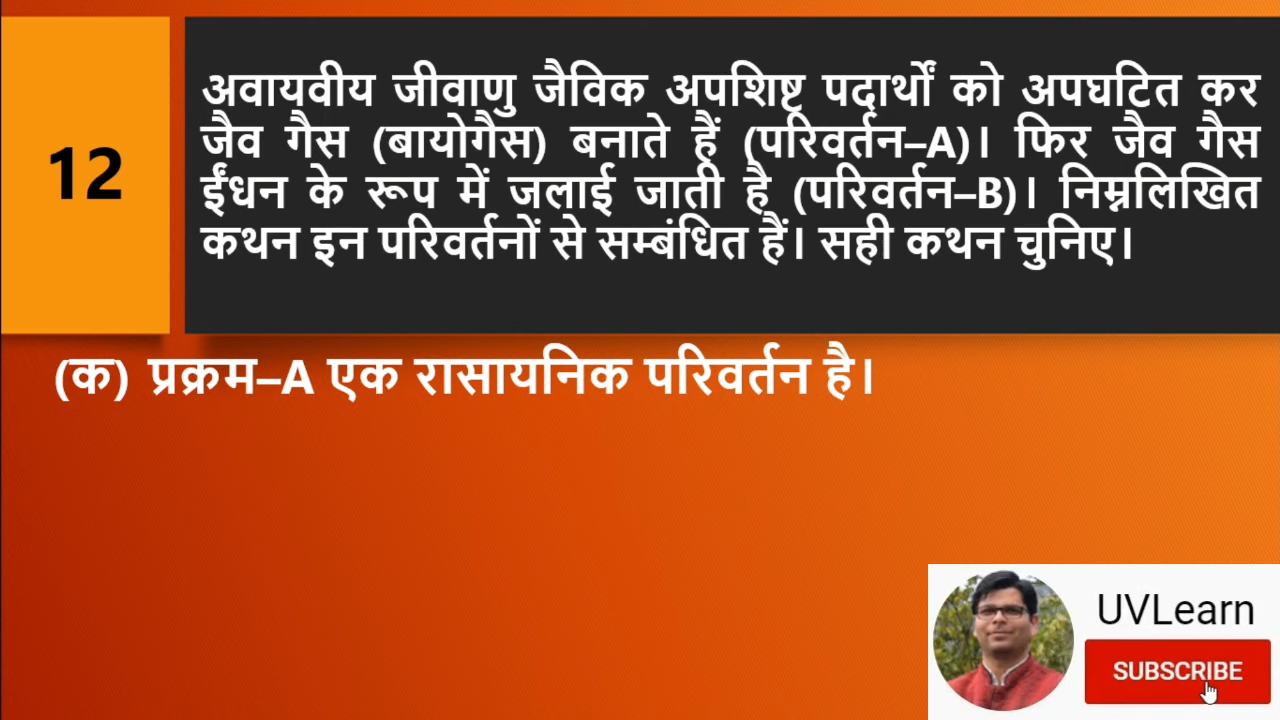 12
अवायवीय जीवाणु जैविक अपशिष्ट पदार्थों को अपघटित कर
जैव गैस (बायोगैस) बनाते हैं (परिवर्तन–A)। फिर जैव गैस
ईंधन के रूप में जलाई जाती है (परिवर्तन–B)। निम्नलिखित
कथन इन परिवर्तनों से सम्बंधित हैं। सही कथन चुनिए।
(क) प्रक्रम–A एक रासायनिक परिवर्तन है।
UVLearn
SUBSCRIBE